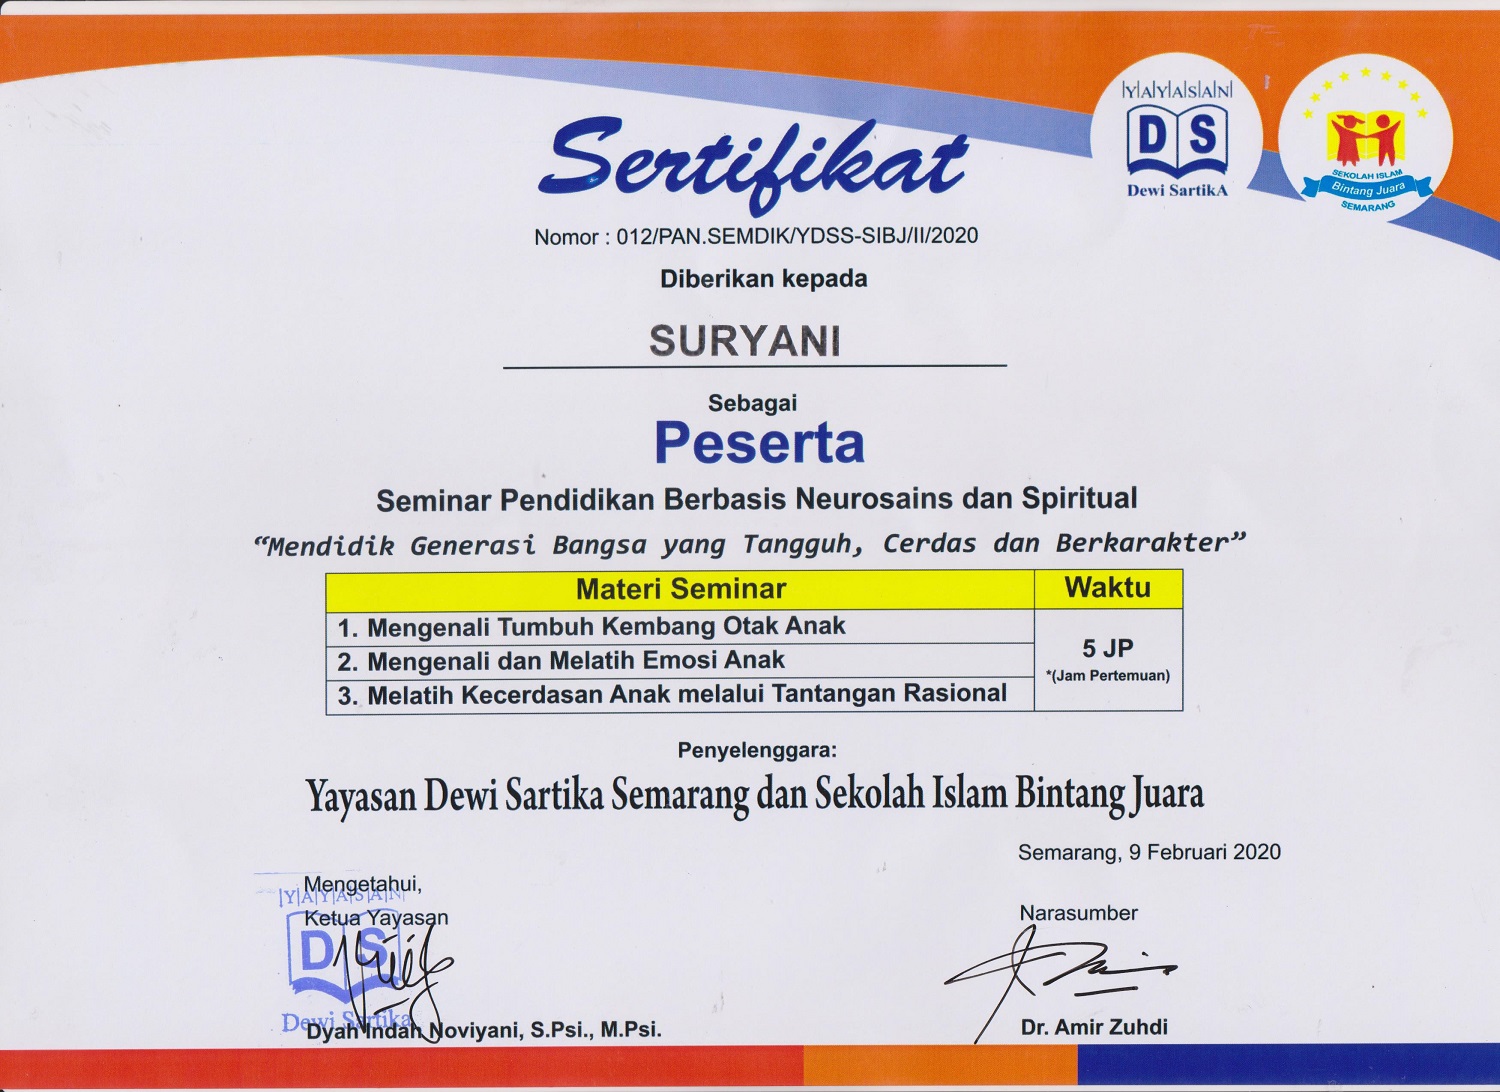 YAYASAN
DS
Dewi SartikA
SEKOLAH ISLAM
Bintang Juara
SEMARANG
Sertifikat
Nomor : 012/PAN.SEMDIK/YDSS-SIBJ/II/2020
Diberikan kepada
SURYANI
Sebagai
Peserta
Seminar Pendidikan Berbasis Neurosains dan Spiritual
“Mendidik Generasi Bangsa yang Tangguh, Cerdas dan Berkarakter”
Materi Seminar Waktu
1. Mengenali Tumbuh Kembang Otak Anak
2. Mengenali dan Melatih Emosi Anak
3. Melatih Kecerdasan Anak melalui Tantangan Rasional
5 JP
*(Jam Pertemuan)
Penyelenggara:
Yayasan Dewi Sartika Semarang dan Sekolah Islam Bintang Juara
Semarang, 9 Februari 2020
Mengetahui,
YAYASAN
Ketua Yayasan
DS
Dewi Sartika
Dyah Indah Noviyani, S.Psi., M.Psi.
Narasumber
Dr. Amir Zuhdi